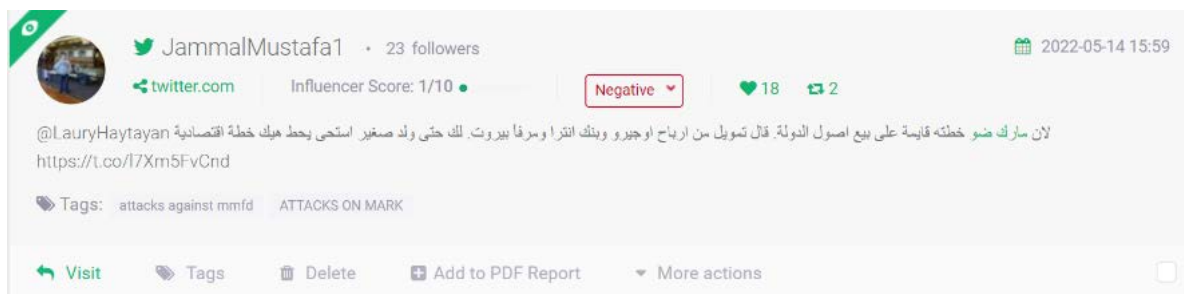 JammalMustafa1 • 23 followers
2022-05-14 15:59
twitter.com Influencer Score: 1/10 Negative 18 2
@LauryHaytayan لان مارك ضو خطته قايمة على بيع اصول الدولة. قال تمويل من ارباح اوجيرو وبنك انترا ومرفأ بيروت. لك حتى ولد صغير استحى يحط هيك خطة اقتصادية
https://t.co/l7Xm5FvCnd
Tags: attacks against mmfd ATTACKS ON MARK
Visit Tags Delete Add to PDF Report More actions